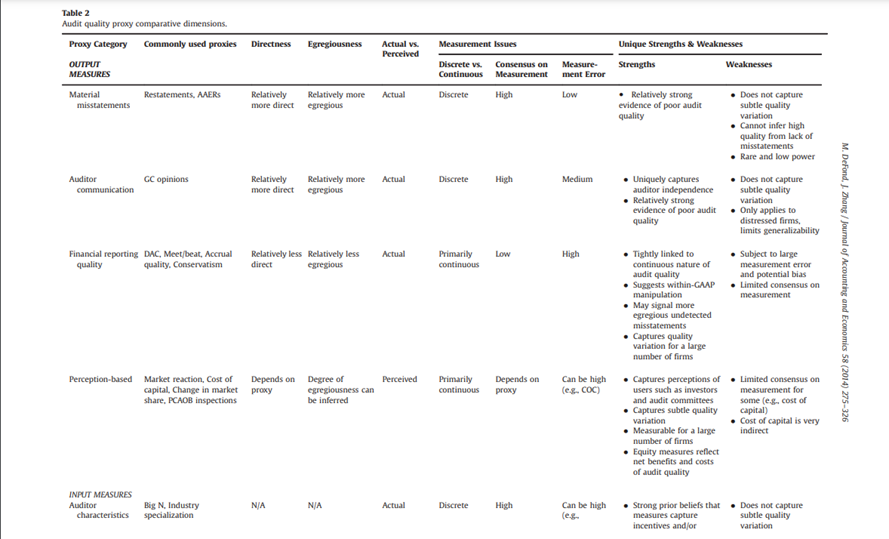 Table 2
Audit quality proxy comparative dimensions.
Proxy Category Commonly used proxies Directness Egregiousness Actual vs. Perceived Measurement Issues Unique Strengths & Weaknesses
OUTPUT MEASURES Discrete vs. Continuous Consensus on Measurement Measure-ment Error Strengths Weaknesses
Material misstatements
Restatements, AAERs
Relatively more direct
Relatively more egregious
Actual
Discrete
High
Low
• Relatively strong
evidence of poor audit
quality
• Does not capture
subtle quality
variation
• Cannot infer high
quality from lack of
misstatements
• Rare and low power
Auditor
communication
GC opinions
Relatively
more direct
Relatively more
egregious
Actual
Discrete
High
Medium
• Uniquely captures
auditor independence
• Relatively strong
evidence of poor audit
quality
• Does not capture
subtle quality
variation
• Only applies to
distressed firms,
limits generalizability
Financial reporting
quality
DAC, Meet/beat, Accrual
quality, Conservatism
Relatively less
direct
Relatively less
egregious
Actual
Primarily
continuous
Low
High
• Tightly linked to
continuous nature of
audit quality
• Suggests within-GAAP
manipulation
• May signal more
egregious undetected
misstatements
• Captures quality
variation for a large
number of firms
• Subject to large
measurement error
and potential bias
• Limited consensus on
measurement
Perception-based
Market reaction, Cost of
capital, Change in market
share, PCAOB inspections
Depends on
proxy
Degree of
egregiousness can
be inferred
Perceived
Primarily
continuous
Depends on
proxy
Can be high
(e.g., COC)
• Captures perceptions of
users such as investors
and audit committees
• Captures subtle quality
variation
• Measurable for a large
number of firms
• Equity measures reflect
net benefits and costs
of audit quality
• Limited consensus on
measurement for
some (e.g., cost of
capital)
• Cost of capital is very
indirect
INPUT MEASURES
Auditor
characteristics
Big N, Industry
specialization
N/A
N/A
Actual
Discrete
High
Can be high
(e.g.,
• Strong prior beliefs that
measures capture
incentives and/or
• Does not capture
subtle quality
variation
M. DeFond, J. Zhang / Journal of Accounting and Economics 58 (2014) 275–326